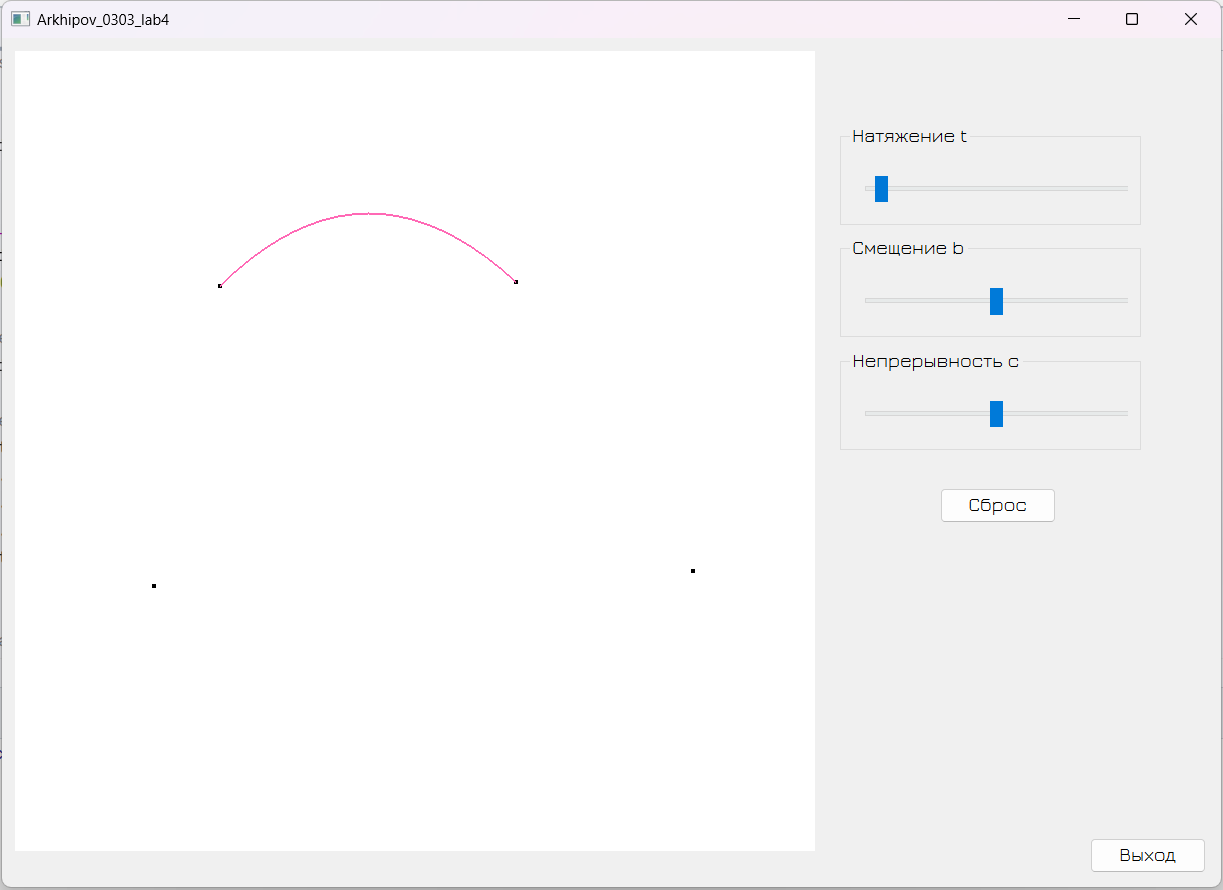 Arkhipov_0303_lab4
Натяжение t
Смещение b
Непрерывность c
Сброс
Выход